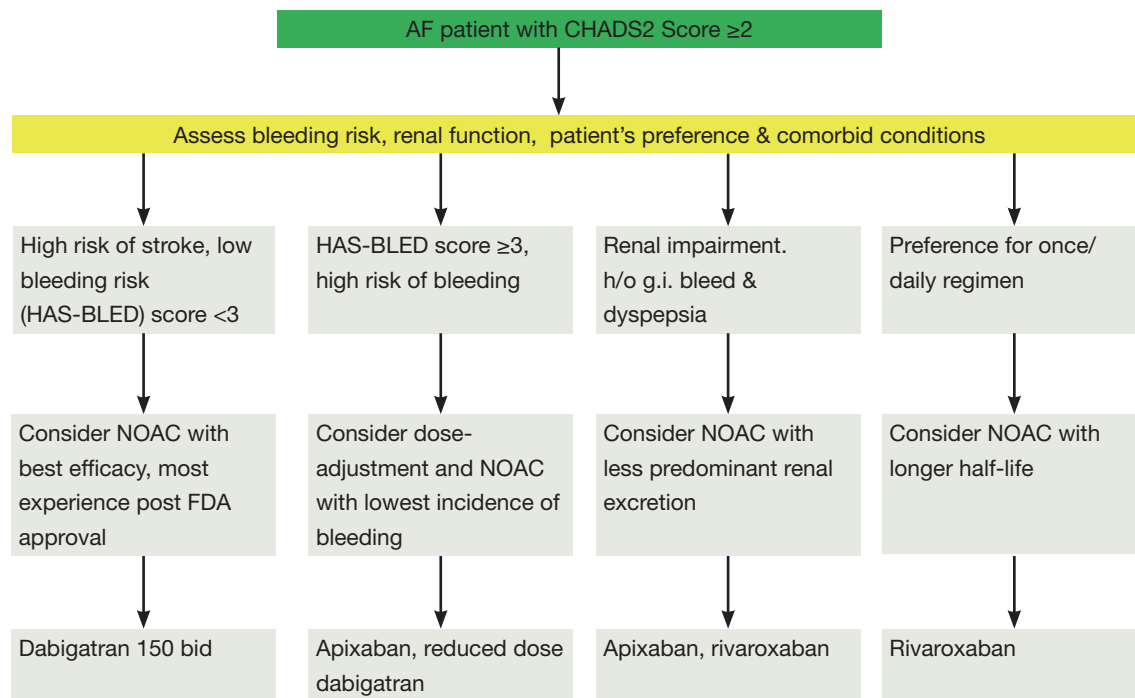 AF patient with CHADS2 Score ≥2
Assess bleeding risk, renal function, patient's preference & comorbid conditions
High risk of stroke, low
bleeding risk
(HAS-BLED) score <3
HAS-BLED score ≥3,
high risk of bleeding
Renal impairment.
h/o g.i. bleed &
dyspepsia
Preference for once/
daily regimen
Consider NOAC with
best efficacy, most
experience post FDA
approval
Consider dose-
adjustment and NOAC
with lowest incidence of
bleeding
Consider NOAC with
less predominant renal
excretion
Consider NOAC with
longer half-life
Dabigatran 150 bid
Apixaban, reduced dose
dabigatran
Apixaban, rivaroxaban
Rivaroxaban